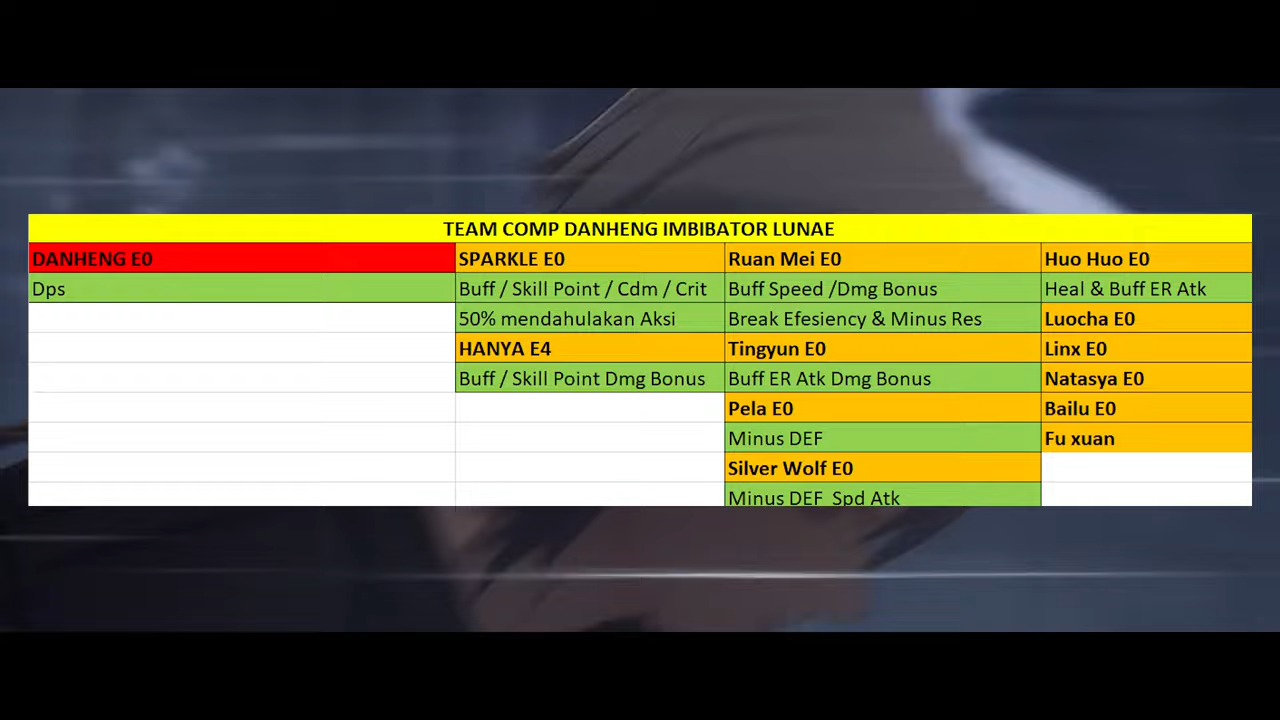 TEAM COMP DANHENG IMBIBATOR LUNAE
DANHENG E0 SPARKLE E0 Ruan Mei E0 Huo Huo E0
Dps Buff / Skill Point / Cdm / Crit Buff Speed /Dmg Bonus Heal & Buff ER Atk
50% mendahulakan Aksi Break Efesiency & Minus Res Luocha E0
HANYA E4 Tingyun E0 Linx E0
Buff / Skill Point Dmg Bonus Buff ER Atk Dmg Bonus Natasya E0
Pela E0 Bailu E0
Minus DEF Fu xuan
Silver Wolf E0
Minus DEF  Spd Atk